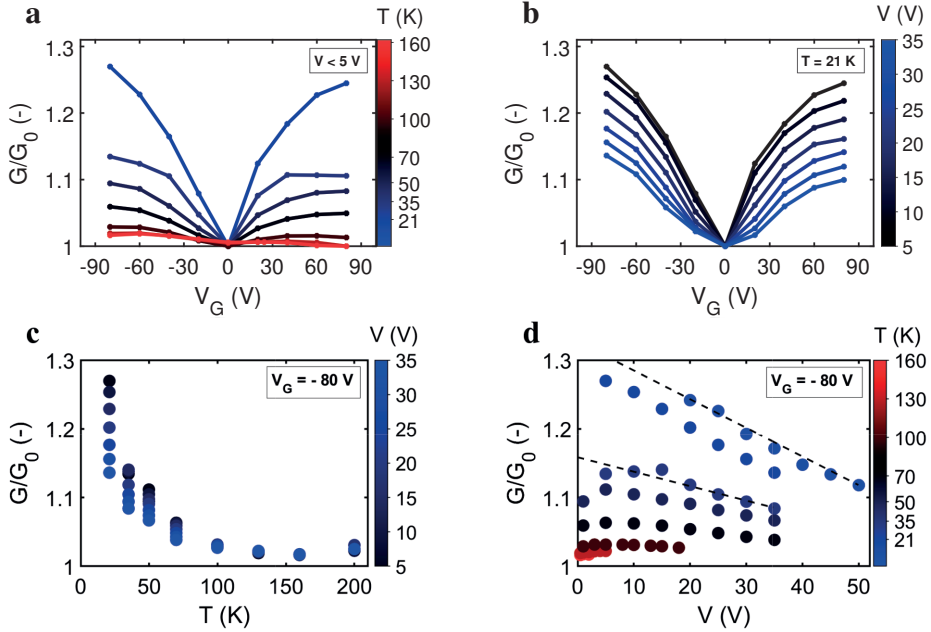 a
T (K)
b
V (V)
1.3
1.2
1.1
1
G/G0 (-)
V < 5 V
-90 -60 -30 0 30 60 90
VG (V)
160
130
100
70
50
35
21
1.3
1.2
1.1
1
G/G0 (-)
T = 21 K
-90 -60 -30 0 30 60 90
VG (V)
35
30
25
20
15
10
5
c
V (V)
d
T (K)
1.3
1.2
1.1
1
G/G0 (-)
VG = - 80 V
0 50 100 150 200
T (K)
35
30
25
20
15
10
5
1.3
1.2
1.1
1
G/G0 (-)
VG = - 80 V
0 10 20 30 40 50
V (V)
160
130
100
70
50
35
21